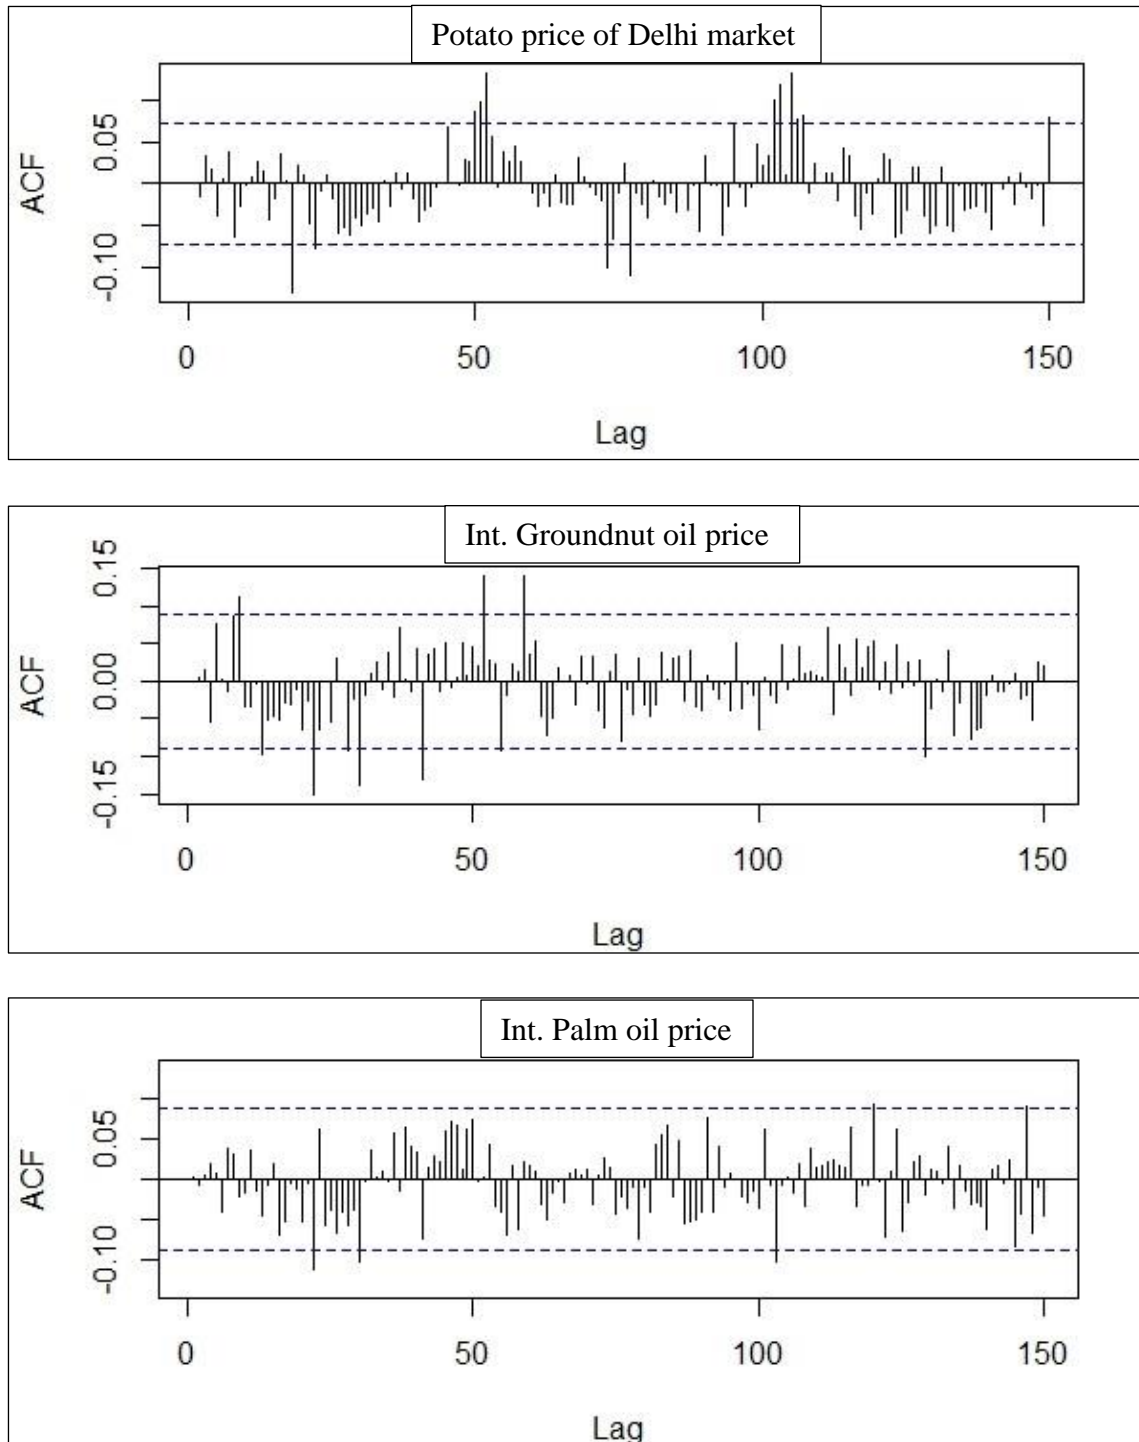 Potato price of Delhi market
ACF
0.05
-0.10
0 50 100 150
Lag
Int. Groundnut oil price
ACF
0.15
0.00
-0.15
0 50 100 150
Lag
Int. Palm oil price
ACF
0.05
-0.10
0 50 100 150
Lag